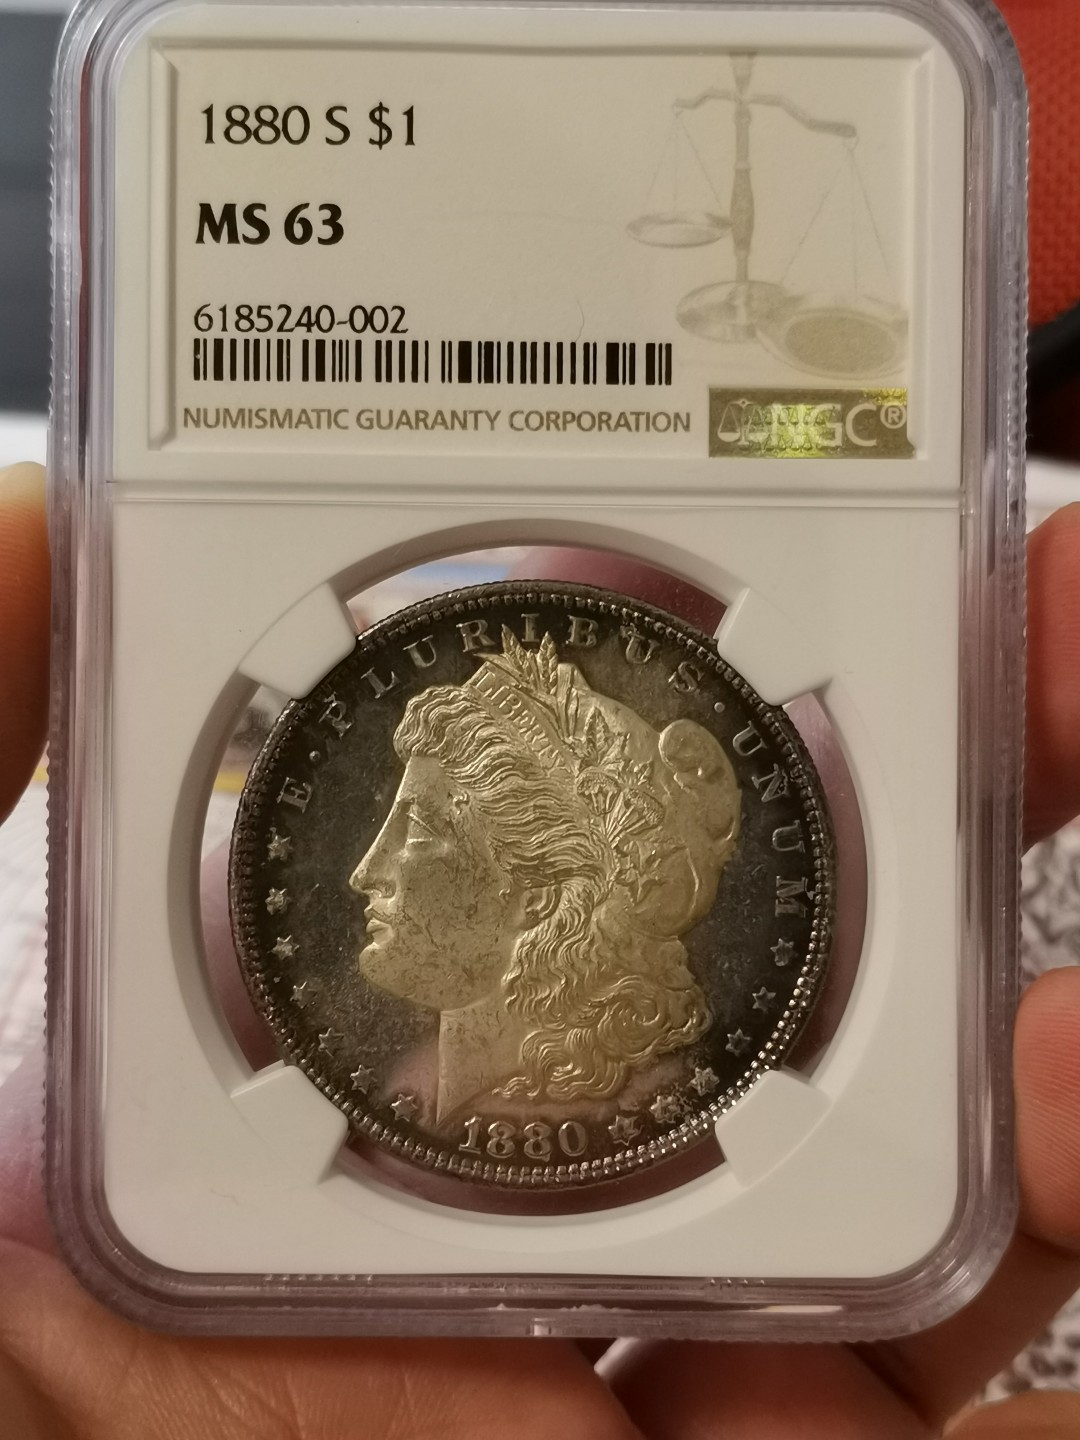 1880 S $1
MS 63
6185240-002
NUMISMATIC GUARANTY CORPORATION
NGC®
E · PLURIBUS · UNUM
LIBERTY
1880